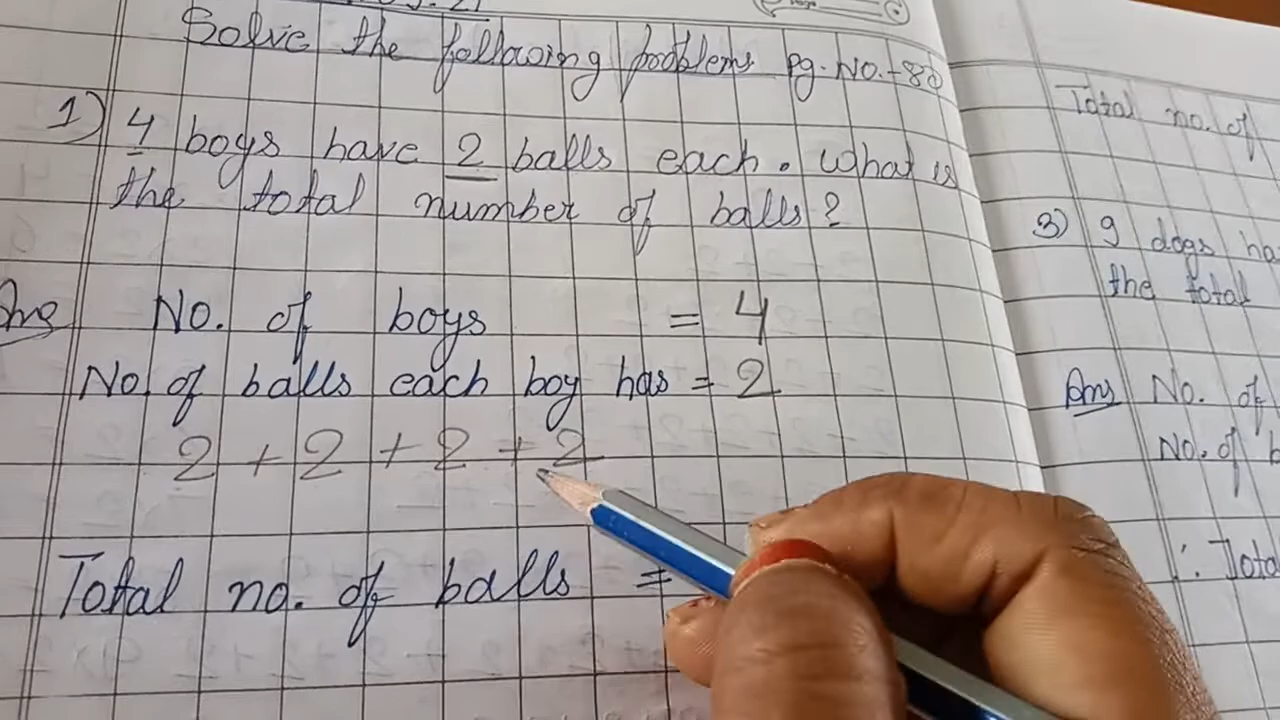 Solve the following problems pg. No.-80
1) 4 boys have 2 balls each. What is
the total number of balls?
Ans No. of boys = 4
No. of balls each boy has = 2
2 + 2 + 2 + 2
Total no. of balls =
Total no. of
3) 9 dogs ha
the total
Ans No. of
No. of b
∴ Tota